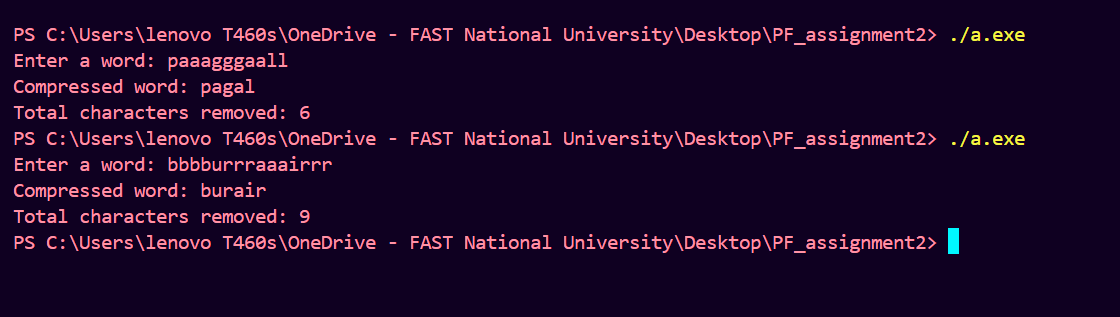 PS C:\Users\lenovo T460s\OneDrive - FAST National University\Desktop\PF_assignment2> ./a.exe
Enter a word: paaagggaall
Compressed word: pagal
Total characters removed: 6
PS C:\Users\lenovo T460s\OneDrive - FAST National University\Desktop\PF_assignment2> ./a.exe
Enter a word: bbbburrraaairrr
Compressed word: burair
Total characters removed: 9
PS C:\Users\lenovo T460s\OneDrive - FAST National University\Desktop\PF_assignment2>